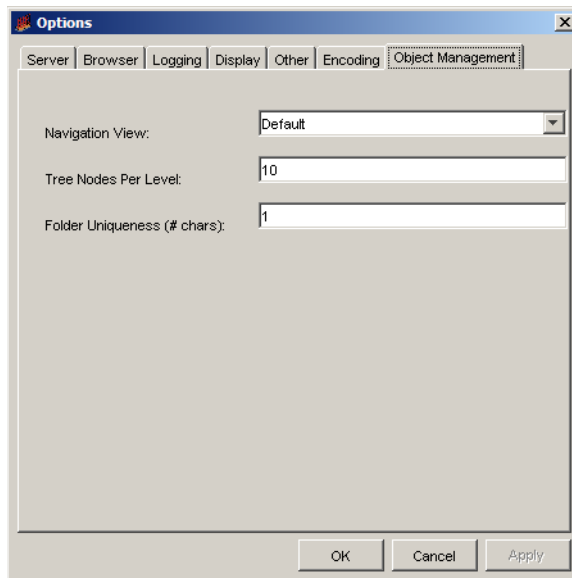 Options
Server Browser Logging Display Other Encoding Object Management
Navigation View: Default
Tree Nodes Per Level: 10
Folder Uniqueness (# chars): 1
OK Cancel Apply